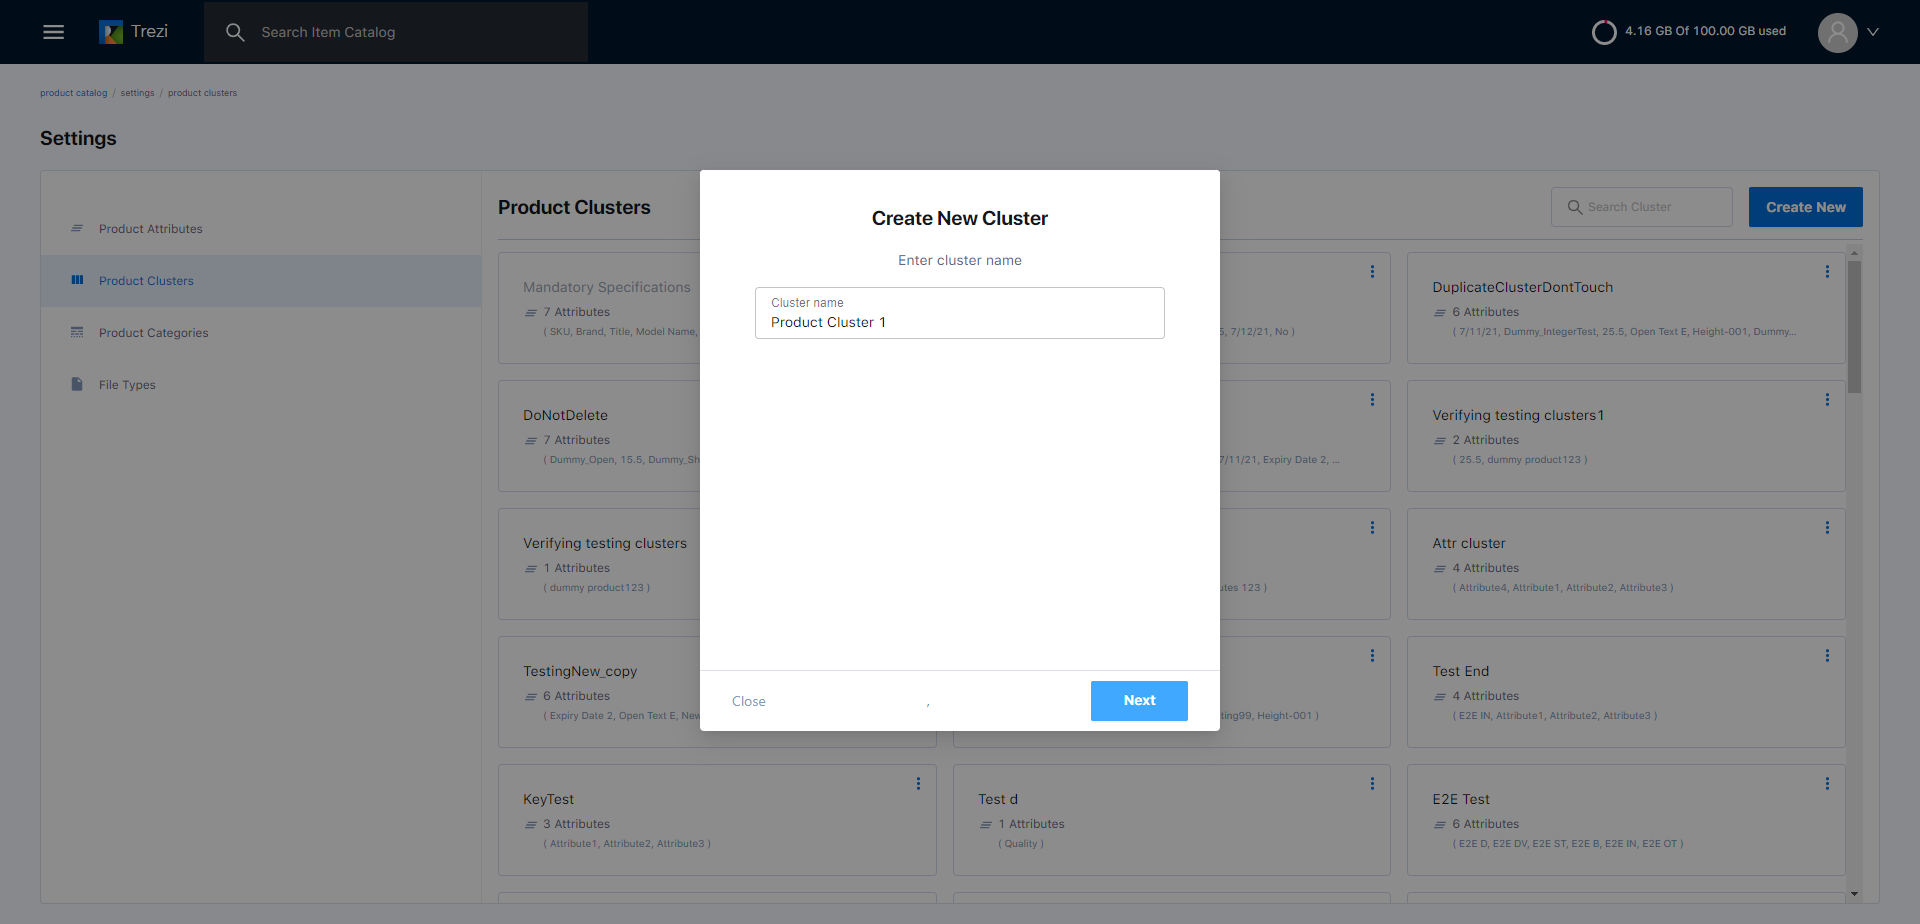 Trezi
Search Item Catalog
4.16 GB Of 100.00 GB used
product catalog / settings / product clusters
Settings
Product Attributes
Product Clusters
Product Categories
File Types
Product Clusters
Search Cluster
Create New
Mandatory Specifications
7 Attributes
( SKU, Brand, Title, Model Name,
7/12/21, No )
DuplicateClusterDontTouch
6 Attributes
( 7/11/21, Dummy_IntegerTest, 25.5, Open Text E, Height-001, Dummy...
DoNotDelete
7 Attributes
( Dummy_Open, 15.5, Dummy_Sh
7/11/21, Expiry Date 2, ...
Verifying testing clusters1
2 Attributes
( 25.5, dummy product123 )
Verifying testing clusters
1 Attributes
( dummy product123 )
utes 123 )
Attr cluster
4 Attributes
( Attribute4, Attribute1, Attribute2, Attribute3 )
TestingNew_copy
6 Attributes
( Expiry Date 2, Open Text E, New
ting99, Height-001 )
Test End
4 Attributes
( E2E IN, Attribute1, Attribute2, Attribute3 )
KeyTest
3 Attributes
( Attribute1, Attribute2, Attribute3 )
Test d
1 Attributes
( Quality )
E2E Test
6 Attributes
( E2E D, E2E DV, E2E ST, E2E B, E2E IN, E2E OT )
Create New Cluster
Enter cluster name
Cluster name
Product Cluster 1
Close
,
Next